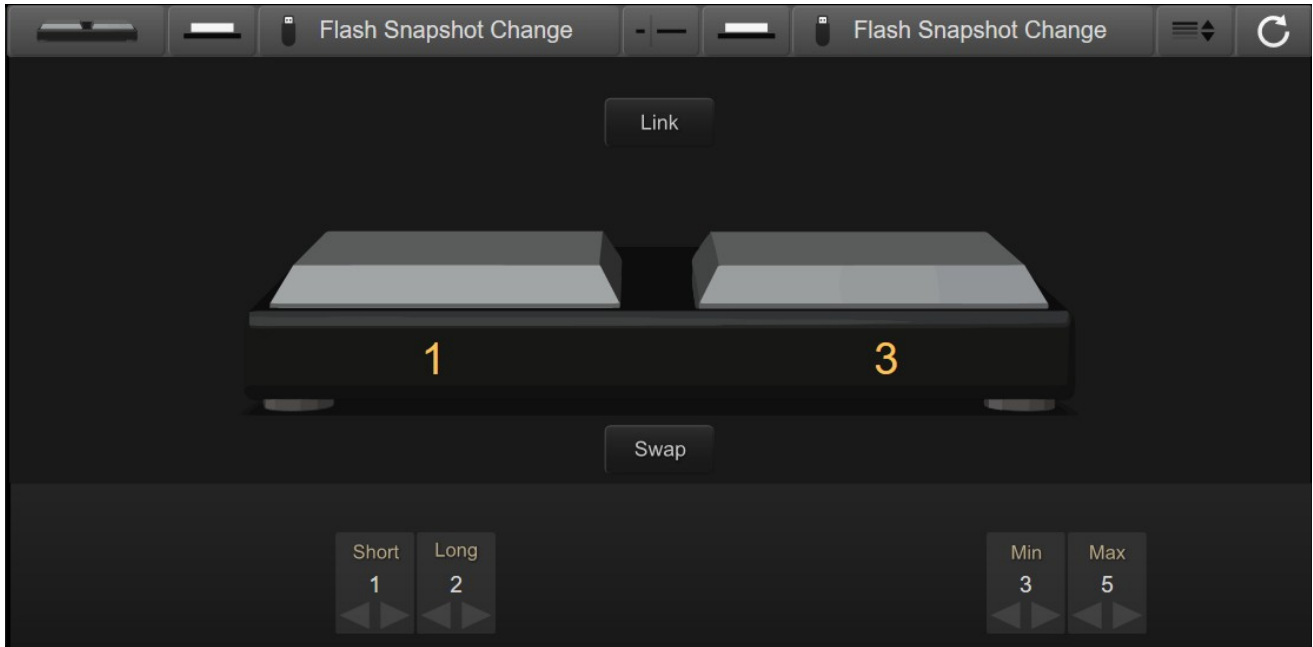 Flash Snapshot Change Flash Snapshot Change
Link
1 3
Swap
Short Long Min Max
1 2 3 5